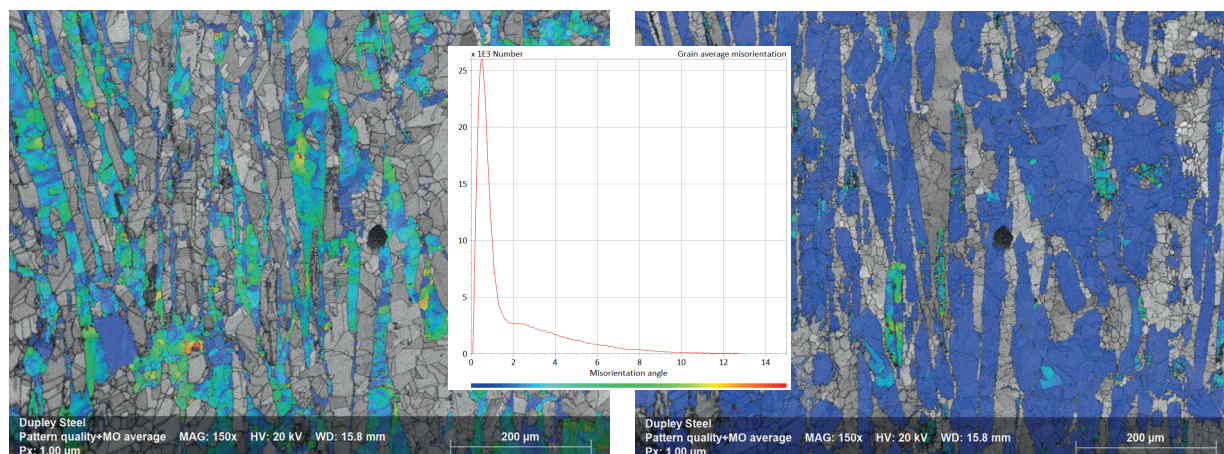 x 1E3 Number
Grain average misorientation
25
20
15
10
5
0
0
2
4
6
8
10
12
14
Misorientation angle
Dupley Steel
Pattern quality+MO average MAG: 150x HV: 20 kV WD: 15.8 mm
Px: 1.00 µm
200 µm
Dupley Steel
Pattern quality+MO average MAG: 150x HV: 20 kV WD: 15.8 mm
Px: 1.00 µm
200 µm